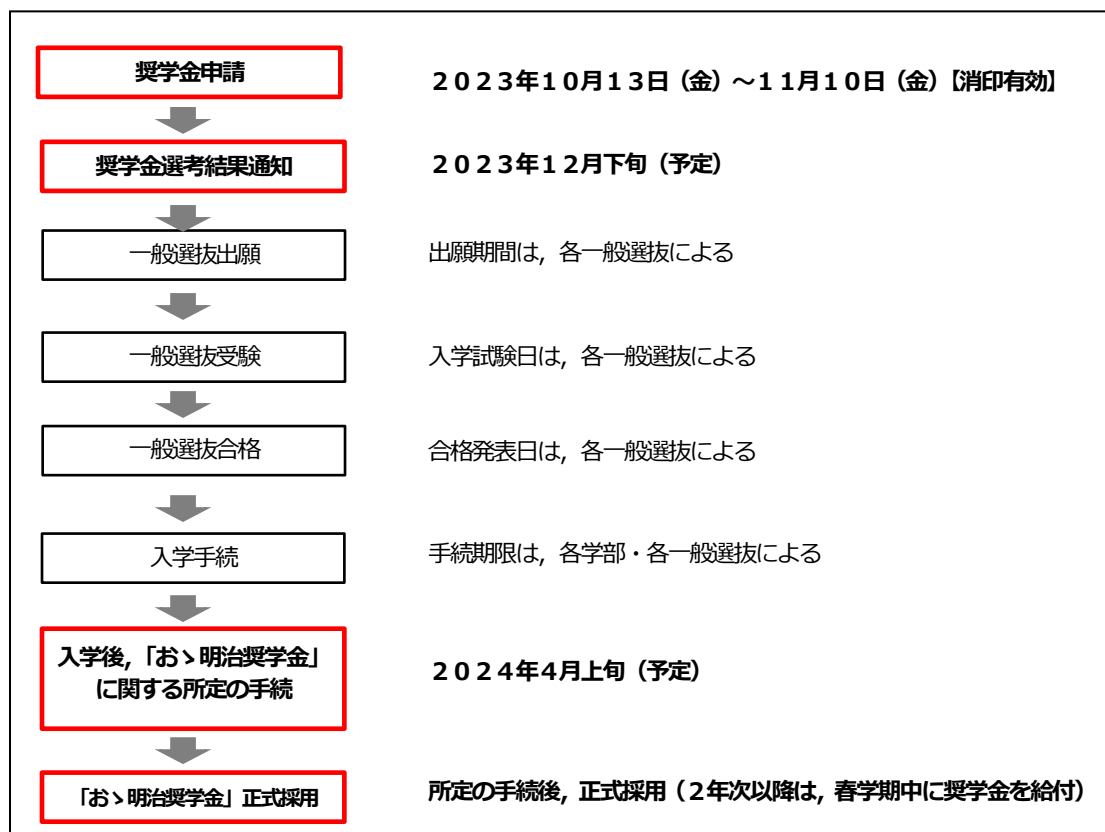 奨学金申請
２０２３年１０月１３日（金）～１１月１０日（金）【消印有効】
奨学金選考結果通知
２０２３年１２月下旬（予定）
一般選抜出願
出願期間は，各一般選抜による
一般選抜受験
入学試験日は，各一般選抜による
一般選抜合格
合格発表日は，各一般選抜による
入学手続
手続期限は，各学部・各一般選抜による
入学後，「おゝ明治奨学金」
に関する所定の手続
２０２４年４月上旬（予定）
「おゝ明治奨学金」正式採用
所定の手続後，正式採用（２年次以降は，春学期中に奨学金を給付）